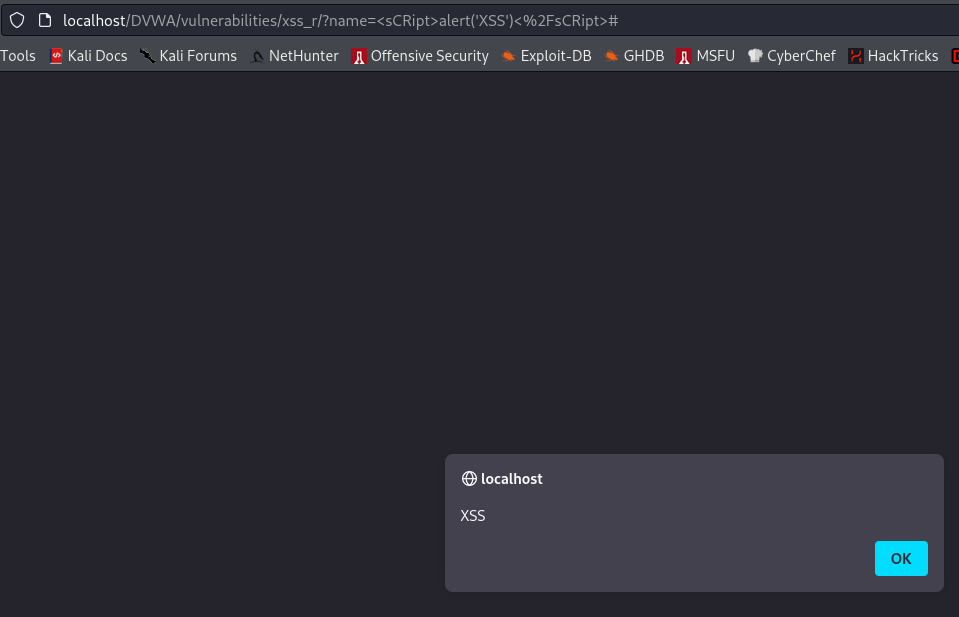 localhost/DVWA/vulnerabilities/xss_r/?name=<sCRipt>alert('XSS')<%2FsCRipt>#
Tools Kali Docs Kali Forums NetHunter Offensive Security Exploit-DB GHDB MSFU CyberChef HackTricks
localhost
XSS
OK